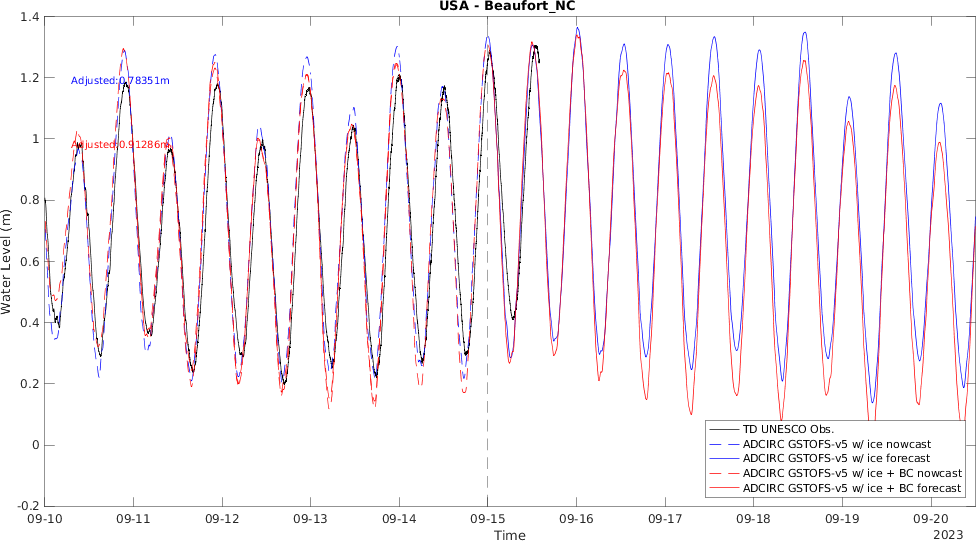 USA - Beaufort_NC
1.4
1.2
1
0.8
0.6
0.4
0.2
0
-0.2
Water Level (m)
Adjusted:0.78351m
Adjusted:0.91286m
TD UNESCO Obs.
ADCIRC GSTOFS-v5 w/ ice nowcast
ADCIRC GSTOFS-v5 w/ ice forecast
ADCIRC GSTOFS-v5 w/ ice + BC nowcast
ADCIRC GSTOFS-v5 w/ ice + BC forecast
09-10 09-11 09-12 09-13 09-14 09-15 09-16 09-17 09-18 09-19 09-20
Time
2023